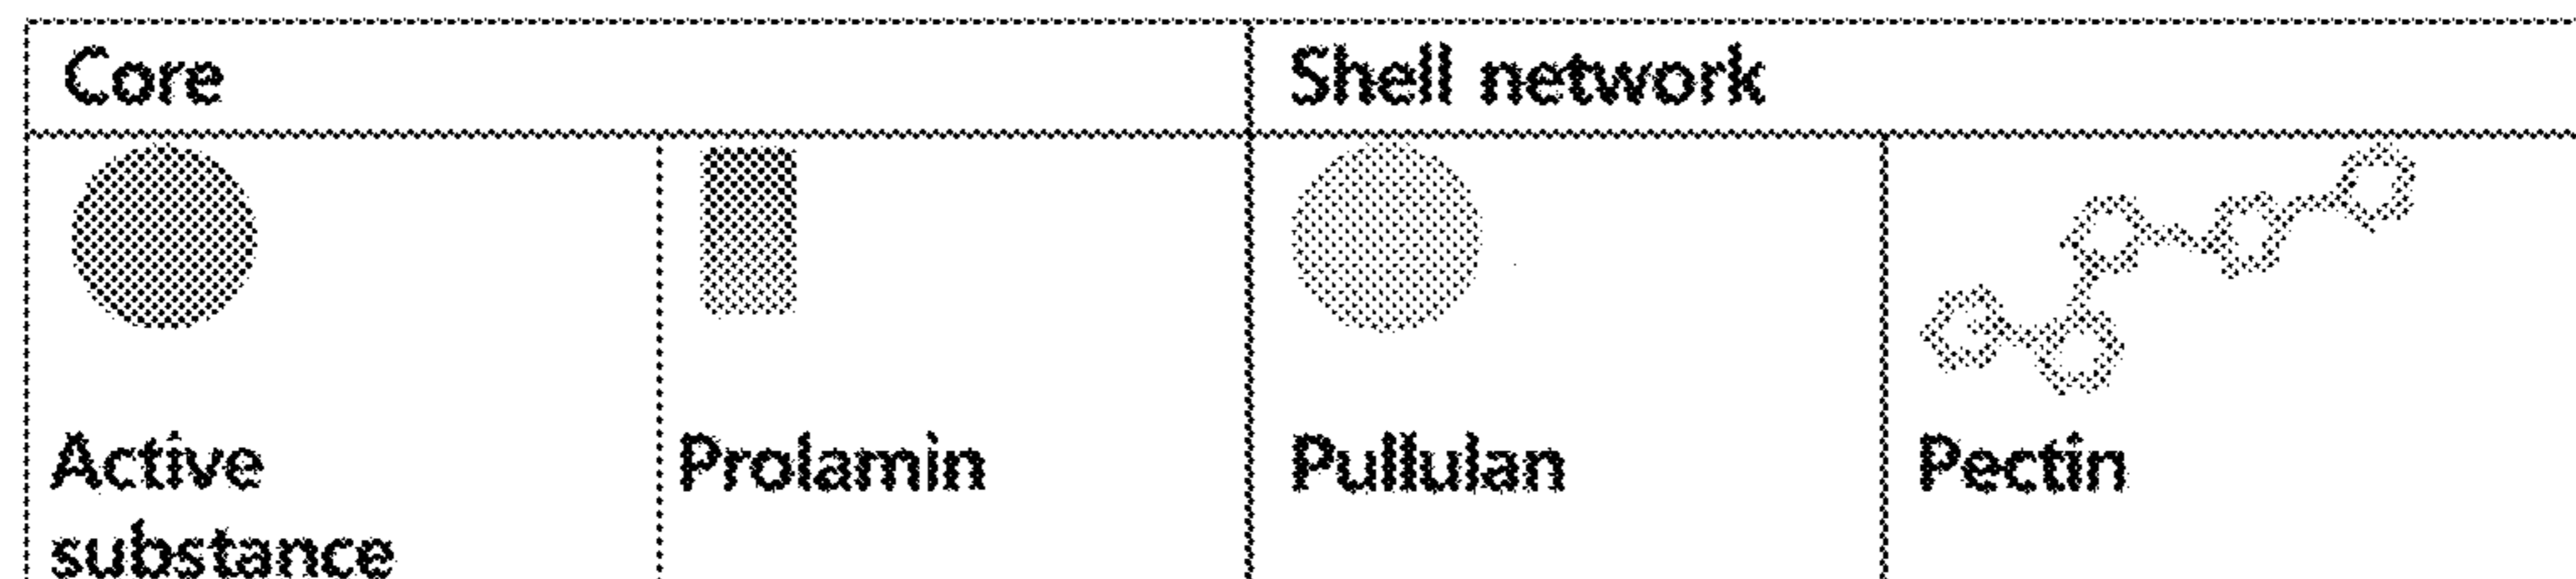 Core
Shell network
Active
substance
Prolamin
Pullulan
Pectin